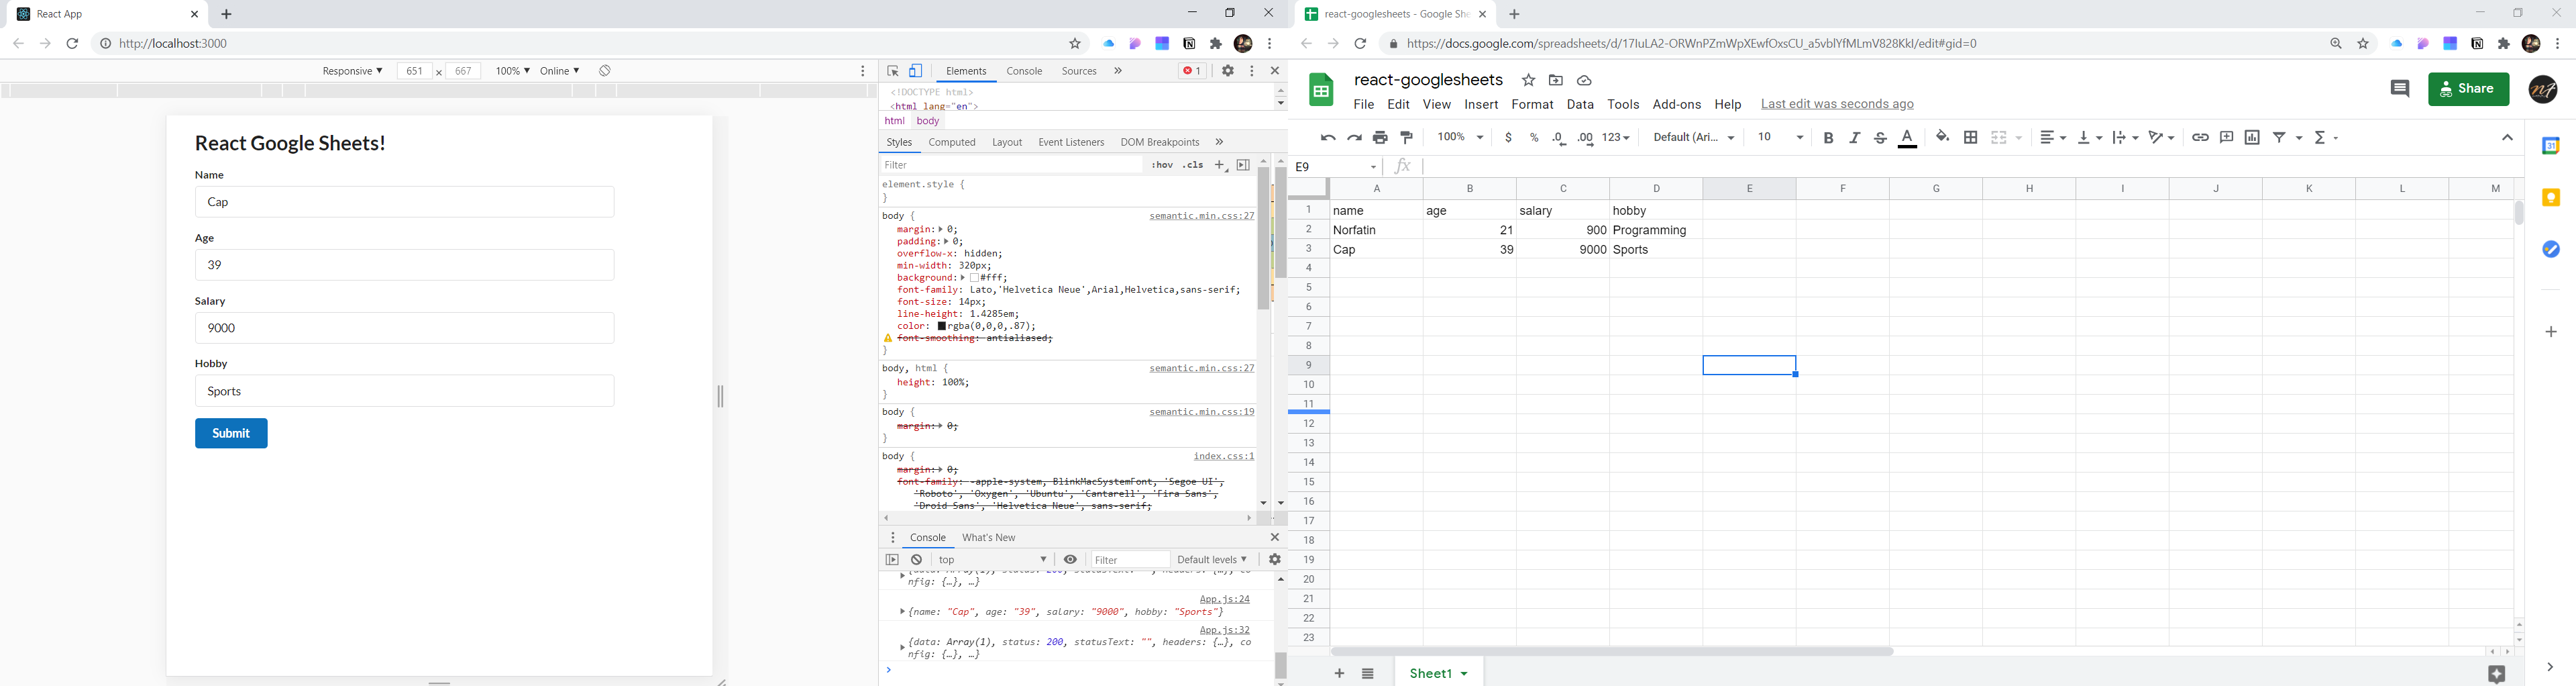 React App
http://localhost:3000
Responsive 651 × 667 100% Online
React Google Sheets!
Name
Cap
Age
39
Salary
9000
Hobby
Sports
Submit
Elements Console Sources » 1
<!DOCTYPE html>
<html lang="en">
html body
Styles Computed Layout Event Listeners DOM Breakpoints »
Filter :hov .cls +
element.style {
}
body { semantic.min.css:27
margin: 0;
padding: 0;
overflow-x: hidden;
min-width: 320px;
background: #fff;
font-family: Lato,'Helvetica Neue',Arial,Helvetica,sans-serif;
font-size: 14px;
line-height: 1.4285em;
color: rgba(0,0,0,.87);
font-smoothing: antialiased;
}
body, html { semantic.min.css:27
height: 100%;
}
body { semantic.min.css:19
margin: 0;
}
body { index.css:1
margin: 0;
font-family: -apple-system, BlinkMacSystemFont, 'Segoe UI',
'Roboto', 'Oxygen', 'Ubuntu', 'Cantarell', 'Fira Sans',
'Droid Sans', 'Helvetica Neue', sans-serif;
Console What's New
top Filter Default levels
{data: Array(1), status: 200, statusText: "", headers: {…}, co
nfig: {…}, …}
App.js:24
{name: "Cap", age: "39", salary: "9000", hobby: "Sports"}
App.js:32
{data: Array(1), status: 200, statusText: "", headers: {…}, co
nfig: {…}, …}
react-googlesheets - Google She
https://docs.google.com/spreadsheets/d/17IuLA2-ORWnPZmWpXEwfOxsCU_a5vblYfMLmV828KkI/edit#gid=0
react-googlesheets
File Edit View Insert Format Data Tools Add-ons Help Last edit was seconds ago
Share
100% $ % .0 .00 123 Default (Ari... 10 B I S A
E9 fx
A B C D E F G H I J K L M
1 name age salary hobby
2 Norfatin 21 900 Programming
3 Cap 39 9000 Sports
4
5
6
7
8
9
10
11
12
13
14
15
16
17
18
19
20
21
22
23
Sheet1
31